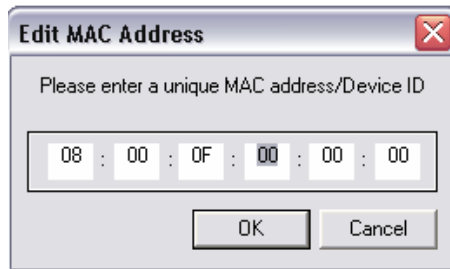 Edit MAC Address
Please enter a unique MAC address/Device ID
08 : 00 : 0F : 00 : 00 : 00
OK Cancel